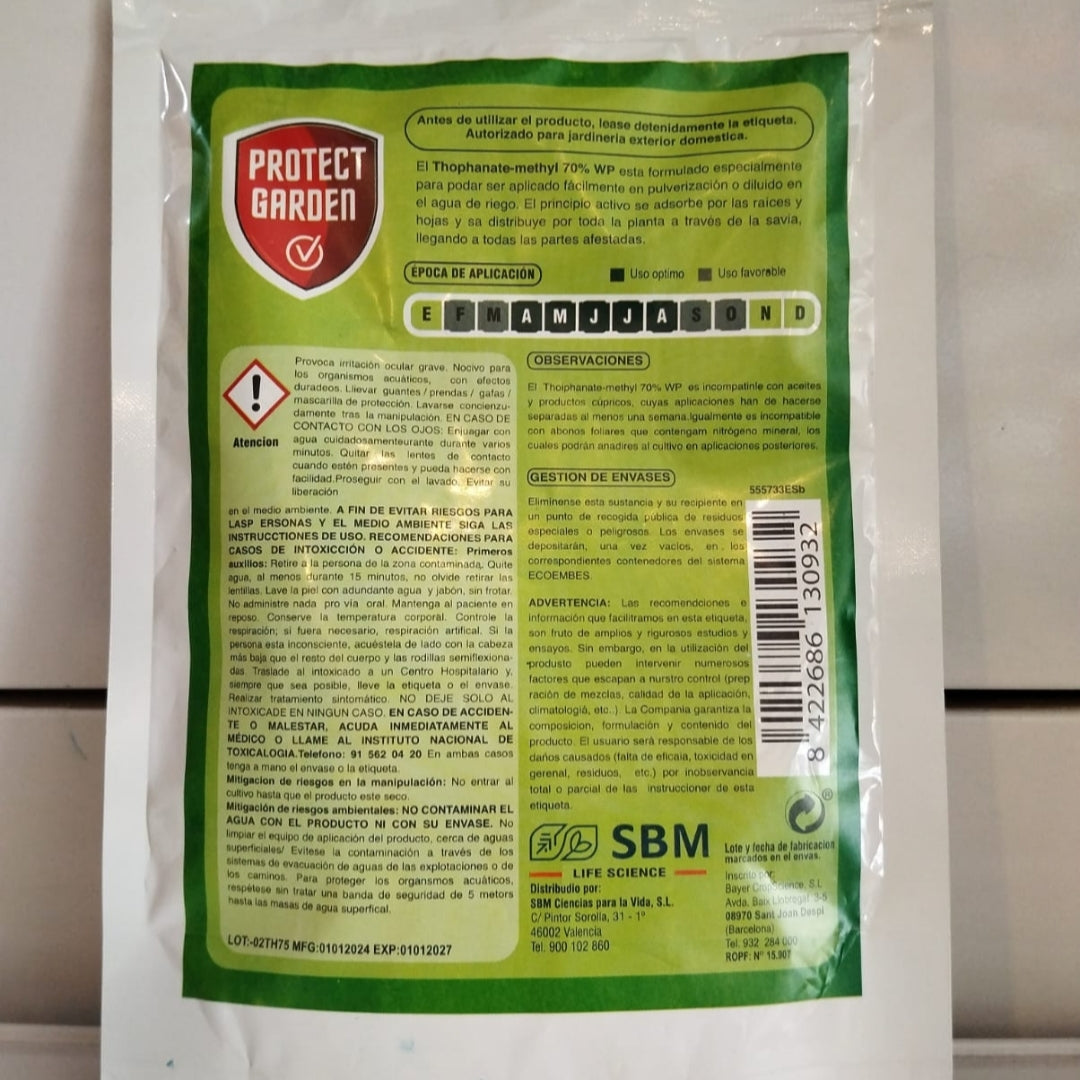 PROTECT
GARDEN
Antes de utilizar el producto, lease detenidamente la etiqueta.
Autorizado para jardineria exterior domestica.
El Thophanate-methyl 70% WP esta formulado especialmente
para podar ser aplicado fácilmente en pulverización o diluido en
el agua de riego. El principio activo se adsorbe por las raíces y
hojas y sa distribuye por toda la planta a través de la savia,
llegando a todas las partes afestadas.
ÉPOCA DE APLICACIÓN
Uso optimo
Uso favorable
E F M A M J J A S O N D
Atencion
Provoca irritación ocular grave. Nocivo para
los organismos acuáticos, con efectos
duradeos. Llievar guantes / prendas / gafas /
mascarilla de protección. Lavarse concienzu-
damente tras la manipulación. EN CASO DE
CONTACTO CON LOS OJOS: Enjuagar con
agua cuidadosamenteurante durante varios
minutos. Quitar las lentes de contacto
cuando estén presentes y pueda hacerse con
facilidad.Proseguir con el lavado. Evitar su
liberación
en el medio ambiente. A FIN DE EVITAR RIESGOS PARA
LASP ERSONAS Y EL MEDIO AMBIENTE SIGA LAS
INSTRUCCTIONES DE USO. RECOMENDACIONES PARA
CASOS DE INTOXICCIÓN O ACCIDENTE: Primeros
auxilios: Retire a la persona de la zona contaminada, Quite
agua, al menos durante 15 minutos, no olvide retirar las
lentillas. Lave la piel con adundante agua y jabón, sin frotar.
No administre nada pro vía oral. Mantenga al paciente en
reposo. Conserve la temperatura corporal. Controle la
respiración; si fuera necesario, respiración artifical. Si la
persona esta inconsciente, acuéstela de lado con la cabeza
más baja que el resto del cuerpo y las rodillas semiflexiona-
das. Traslade al intoxicado a un Centro Hospitalario y,
siempre que sea posible, lleve la etiqueta o el envase.
Realizar tratamiento sintomático. NO DEJE SOLO AL
INTOXICADE EN NINGUN CASO. EN CASO DE ACCIDEN-
TE O MALESTAR, ACUDA INMEDIATAMENTE AL
MÉDICO O LLAME AL INSTITUTO NACIONAL DE
TOXICALOGIA.Telefono: 91 562 04 20 En ambas casos
tenga a mano el envase o la etiqueta.
Mitigacion de riesgos en la manipulación: No entrar al
cultivo hasta que el producto este seco.
Mitigación de riesgos ambientales: NO CONTAMINAR EL
AGUA CON EL PRODUCTO NI CON SU ENVASE. No
limpiar el equipo de aplicación del producto, cerca de aguas
superficiales/ Evitese la contaminación a través de los
sistemas de evacuación de aguas de las explotaciones o de
los caminos. Para proteger los organsmos acuáticos,
respétese sin tratar una banda de seguridad de 5 metors
hasta las masas de agua superfical.
LOT:-02TH75 MFG:01012024 EXP:01012027
OBSERVACIONES
El Thoiphanate-methyl 70% WP es incompatinle con aceites
y productos cúpricos, cuyas aplicaciones han de hacerse
separadas al menos una semana.Igualmente es incompatible
con abonos foliares que contengam nitrógeno mineral, los
cuales podrán anadires al cultivo en aplicaciones posteriores.
GESTION DE ENVASES
555733ESb
Eliminense esta sustancia y su recipiente en
un punto de recogida pública de residuos
especiales o peligrosos. Los envases se
depositarán, una vez vacios, en los
correspondientes contenedores del sistema
ECOEMBES.
ADVERTENCIA: Las recomendciones e
información que facilitramos en esta etiqueta,
son fruto de amplios y rigurosos estudios y
ensayos. Sin embargo, en la utilización del
produsto pueden intervenir numerosos
factores que escapan a nurstro control (prep
ración de mezclas, calidad de la aplicación,
climatologiá, etc..). La Compania garantiza la
composicion, formulación y contenido del
producto. El usuario será responsable de los
daños causados (falta de eficaia, toxicidad en
gerenal, residuos, etc.) por inobservancia
total o parcial de las instruccioner de esta
etiqueta.
8 422686 130932
SBM
LIFE SCIENCE
Distribudio por:
SBM Ciencias para la Vida, S.L.
C/ Pintor Sorolla, 31 - 1º
46002 Valencia
Tel. 900 102 860
®
Lote y fecha de fabricacion
marcados en el envas.
Inscrito por:
Bayer CropScience, S.L
Avda. Baix Llobregat 3-5
08970 Sant Joan Despi
(Barcelona)
Tel. 932 284 000
ROPF: Nº 15.907